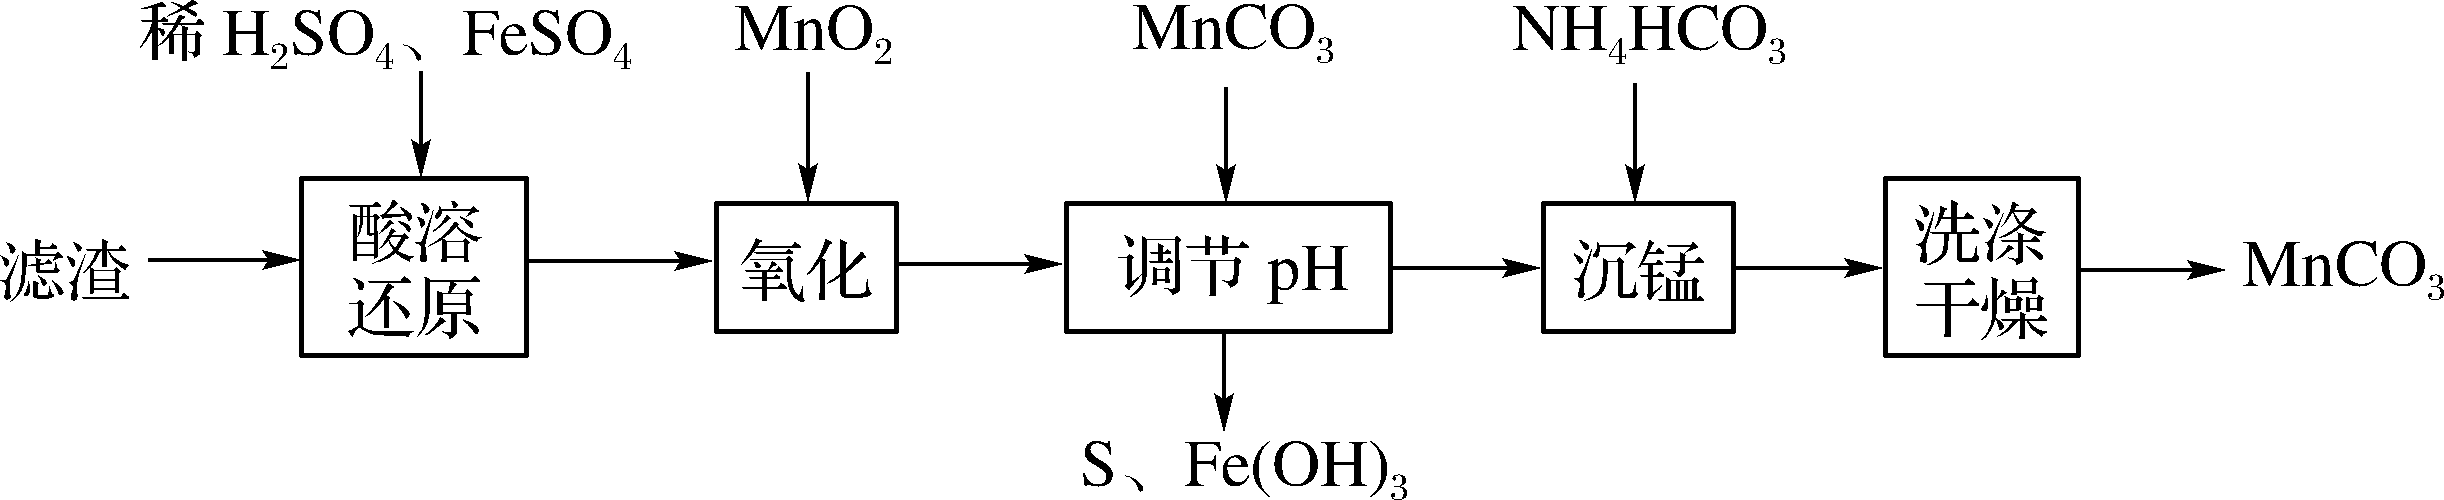 稀 H₂SO₄、FeSO₄
MnO₂
MnCO₃
NH₄HCO₃
滤渣
酸溶
还原
氧化
调节 pH
沉锰
洗涤
干燥
MnCO₃
S、Fe(OH)₃